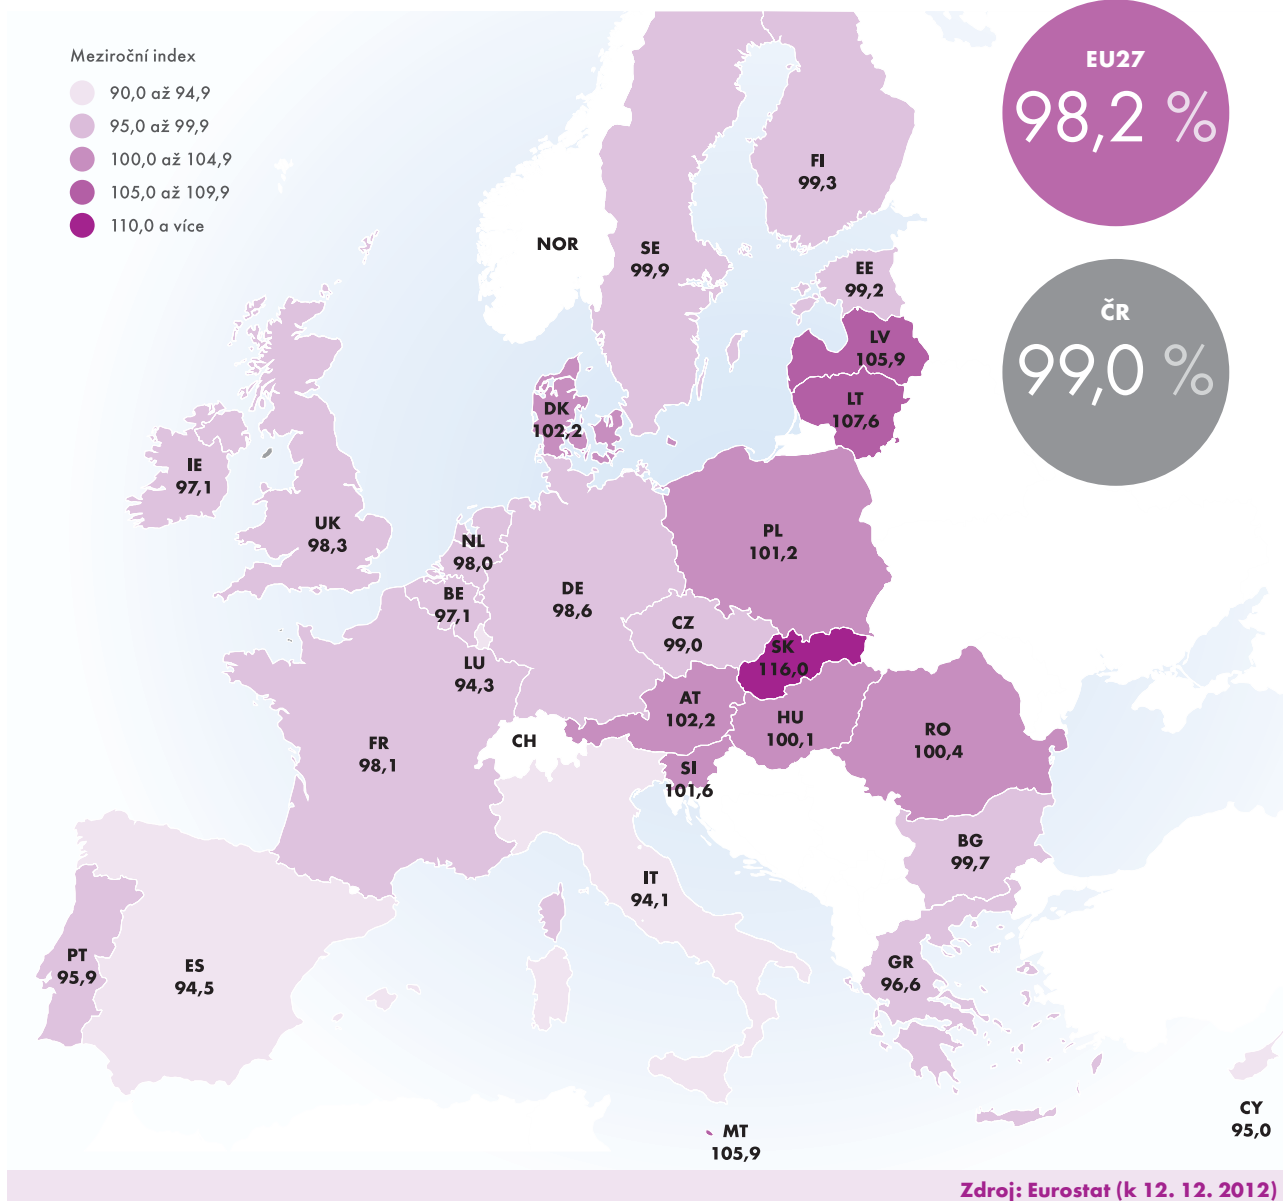 Meziroční index
90,0 až 94,9
95,0 až 99,9
100,0 až 104,9
105,0 až 109,9
110,0 a více
EU27
98,2 %
ČR
99,0 %
FI
99,3
NOR
SE
99,9
EE
99,2
LV
105,9
LT
107,6
DK
102,2
IE
97,1
UK
98,3
NL
98,0
BE
97,1
DE
98,6
PL
101,2
CZ
99,0
SK
116,0
LU
94,3
AT
102,2
HU
100,1
RO
100,4
FR
98,1
CH
SI
101,6
BG
99,7
IT
94,1
PT
95,9
ES
94,5
GR
96,6
MT
105,9
CY
95,0
Zdroj: Eurostat (k 12. 12. 2012)